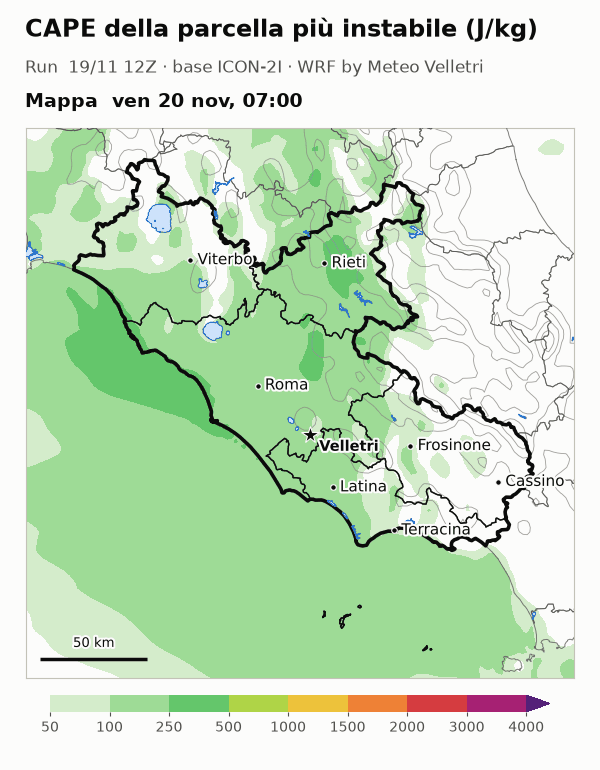 CAPE della parcella più instabile (J/kg)
Run  19/11 12Z · base ICON-2I · WRF by Meteo Velletri
Mappa  ven 20 nov, 07:00
Viterbo
Rieti
Roma
Velletri
Frosinone
Cassino
Latina
Terracina
50 km
50 100 250 500 1000 1500 2000 3000 4000